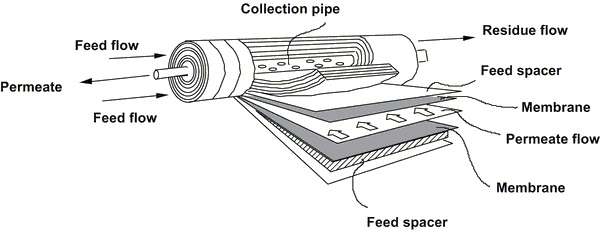 Collection pipe
Feed flow
Residue flow
Permeate
Feed flow
Feed spacer
Membrane
Permeate flow
Membrane
Feed spacer